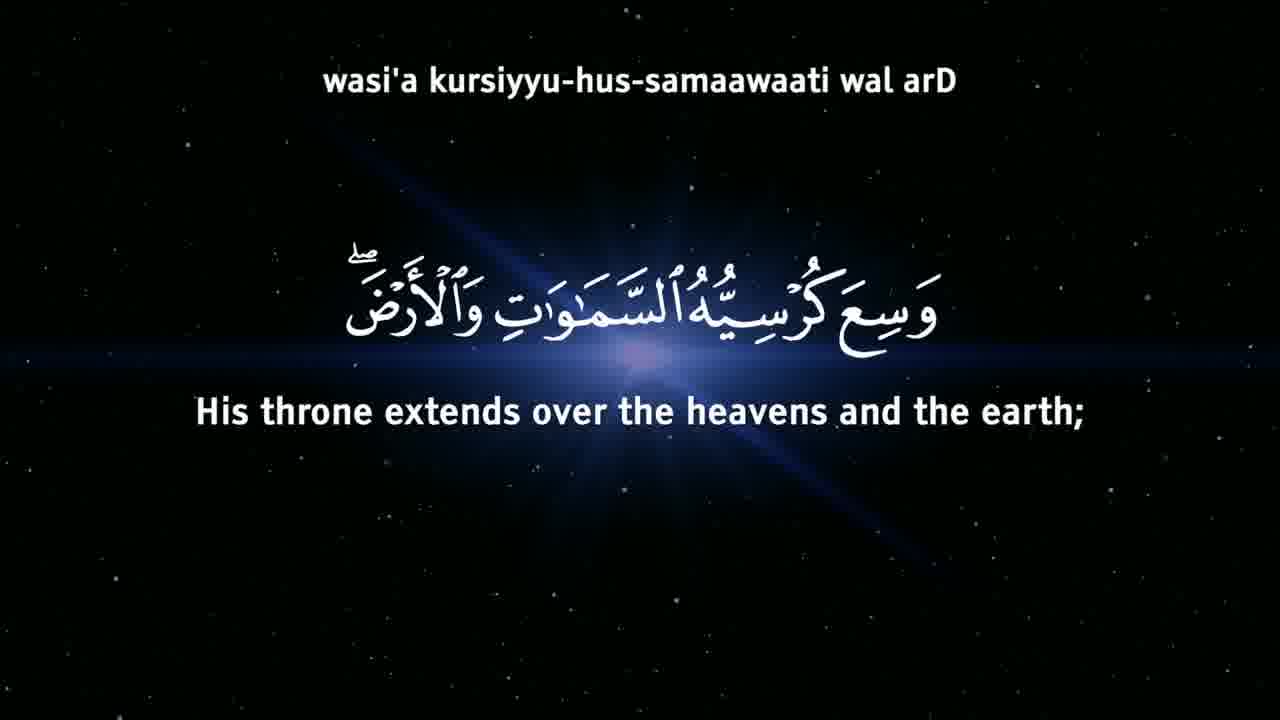 wasi'a kursiyyu-hus-samaawaati wal arD
وَسِعَ كُرْسِيُّهُ ٱلسَّمَـٰوَٰتِ وَٱلْأَرْضَ ۖ
His throne extends over the heavens and the earth;